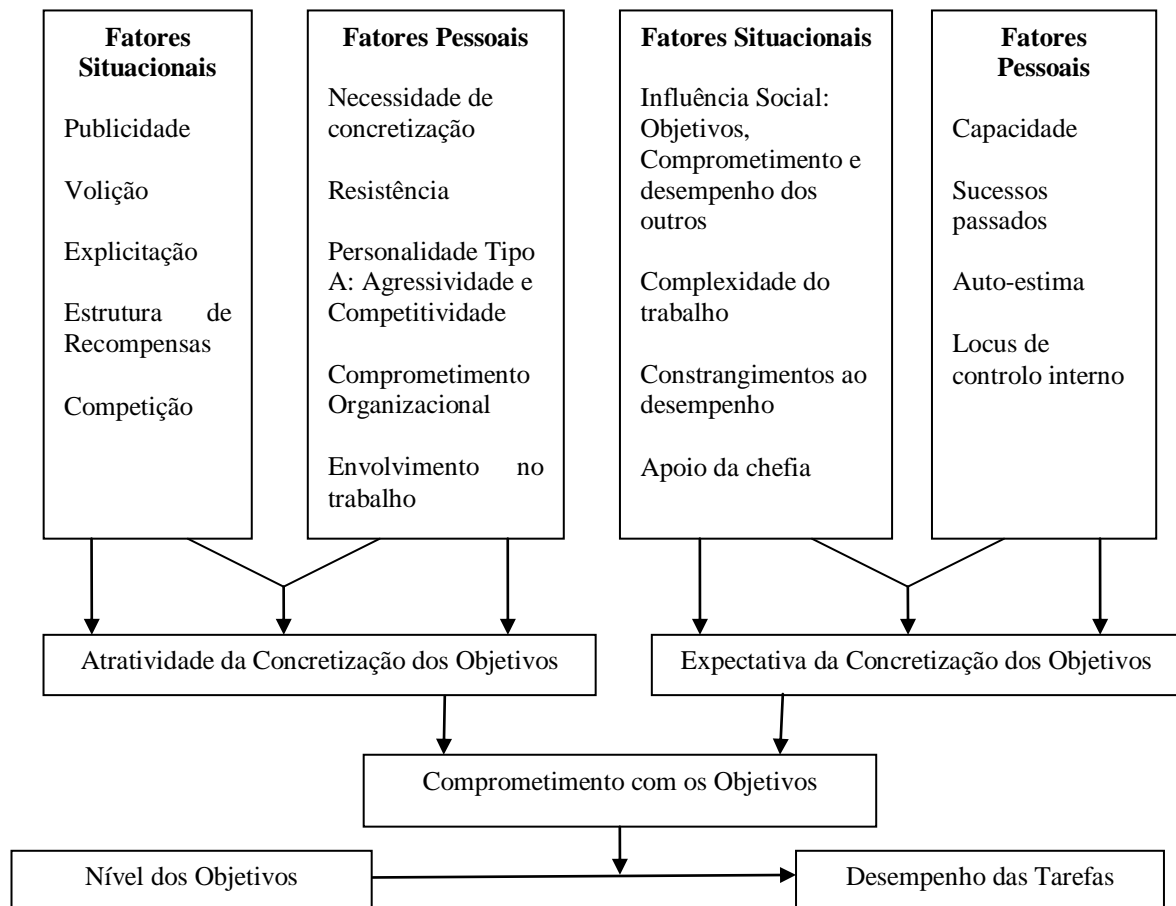 Fatores
Situacionais
Publicidade
Volição
Explicitação
Estrutura de
Recompensas
Competição
Fatores Pessoais
Necessidade de
concretização
Resistência
Personalidade Tipo
A: Agressividade e
Competitividade
Comprometimento
Organizacional
Envolvimento no
trabalho
Fatores Situacionais
Influência Social:
Objetivos,
Comprometimento e
desempenho dos
outros
Complexidade do
trabalho
Constrangimentos ao
desempenho
Apoio da chefia
Fatores
Pessoais
Capacidade
Sucessos
passados
Auto-estima
Locus de
controlo interno
Atratividade da Concretização dos Objetivos
Expectativa da Concretização dos Objetivos
Comprometimento com os Objetivos
Nível dos Objetivos
Desempenho das Tarefas